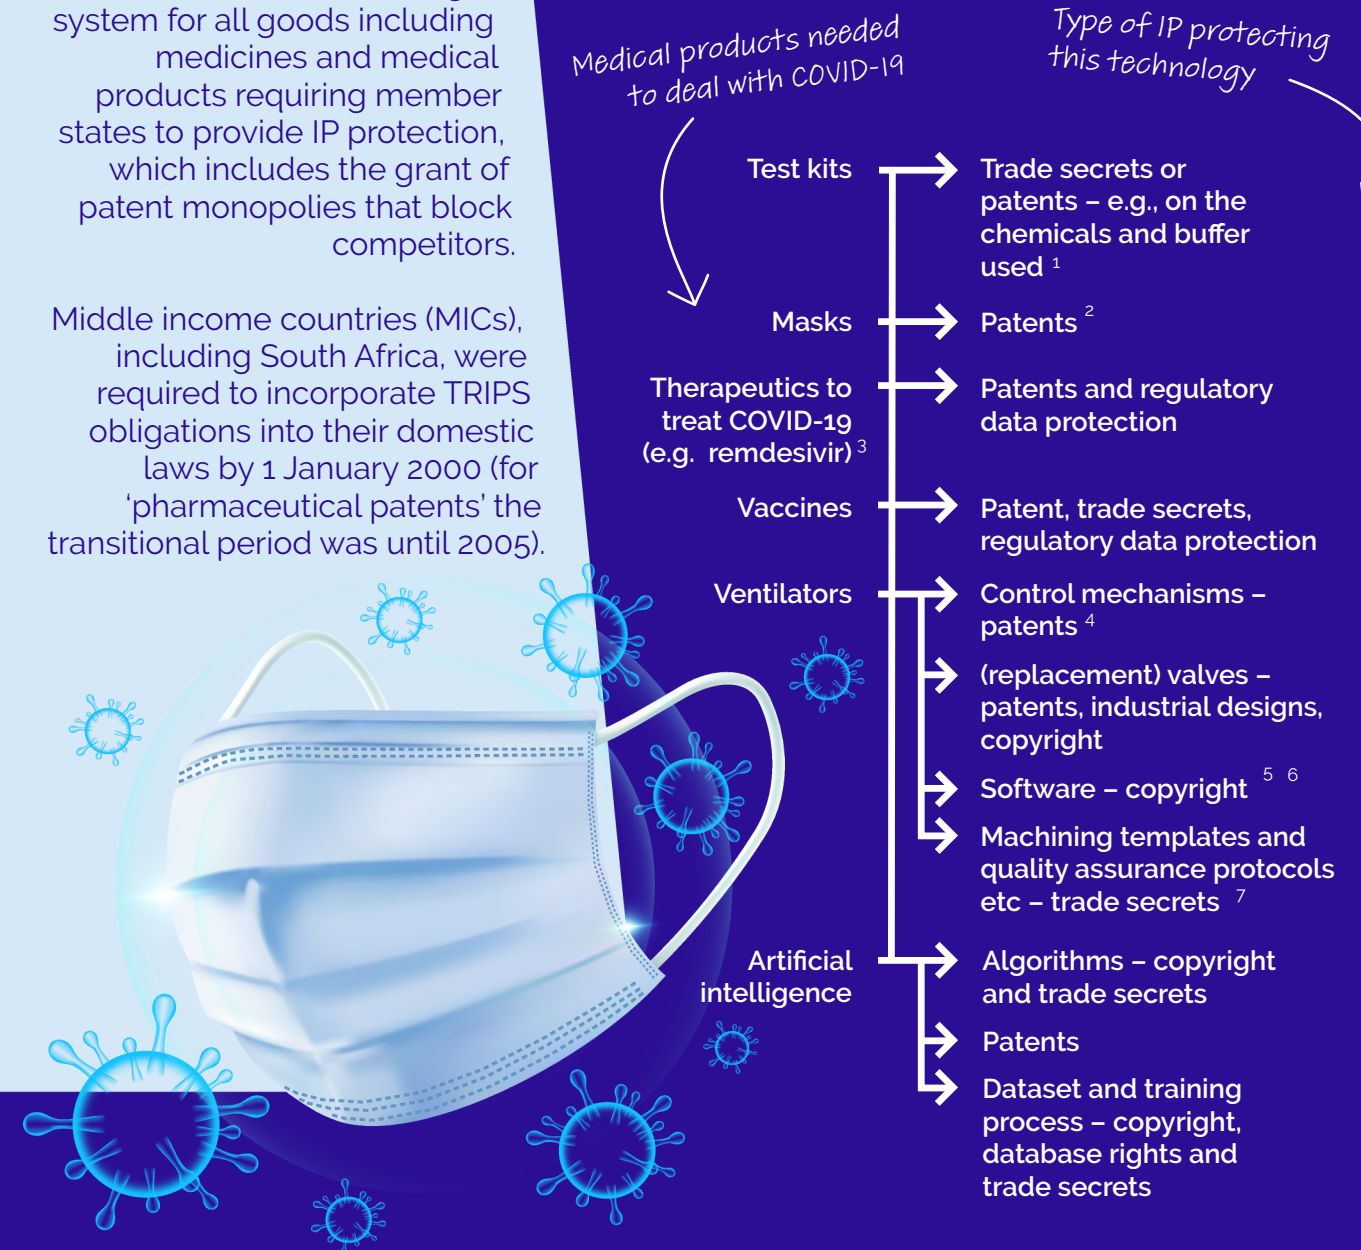 system for all goods including
medicines and medical
products requiring member
states to provide IP protection,
which includes the grant of
patent monopolies that block
competitors.
Middle income countries (MICs),
including South Africa, were
required to incorporate TRIPS
obligations into their domestic
laws by 1 January 2000 (for
‘pharmaceutical patents’ the
transitional period was until 2005).
Medical products needed
to deal with COVID-19
Type of IP protecting
this technology
Test kits
Trade secrets or
patents – e.g., on the
chemicals and buffer
used 1
Masks
Patents 2
Therapeutics to
treat COVID-19
(e.g. remdesivir) 3
Patents and regulatory
data protection
Vaccines
Patent, trade secrets,
regulatory data protection
Ventilators
Control mechanisms –
patents 4
(replacement) valves –
patents, industrial designs,
copyright
Software – copyright 5 6
Machining templates and
quality assurance protocols
etc – trade secrets 7
Artificial
intelligence
Algorithms – copyright
and trade secrets
Patents
Dataset and training
process – copyright,
database rights and
trade secrets